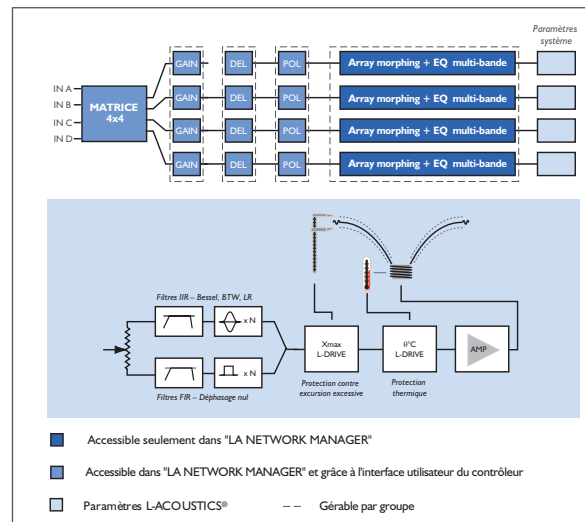 Paramètres
système
GAIN DEL POL Array morphing + EQ multi-bande
IN A
IN B
IN C
IN D
MATRICE
4x4
GAIN DEL POL Array morphing + EQ multi-bande
GAIN DEL POL Array morphing + EQ multi-bande
GAIN DEL POL Array morphing + EQ multi-bande
Filtres IIR – Bessel, BTW, LR
x N
Xmax
L-DRIVE
θ°C
L-DRIVE
AMP
x N
Filtres FIR – Déphasage nul
Protection contre
excursion excessive
Protection
thermique
Accessible seulement dans "LA NETWORK MANAGER"
Accessible dans "LA NETWORK MANAGER" et grâce à l'interface utilisateur du contrôleur
Paramètres L-ACOUSTICS® -- Gérable par groupe